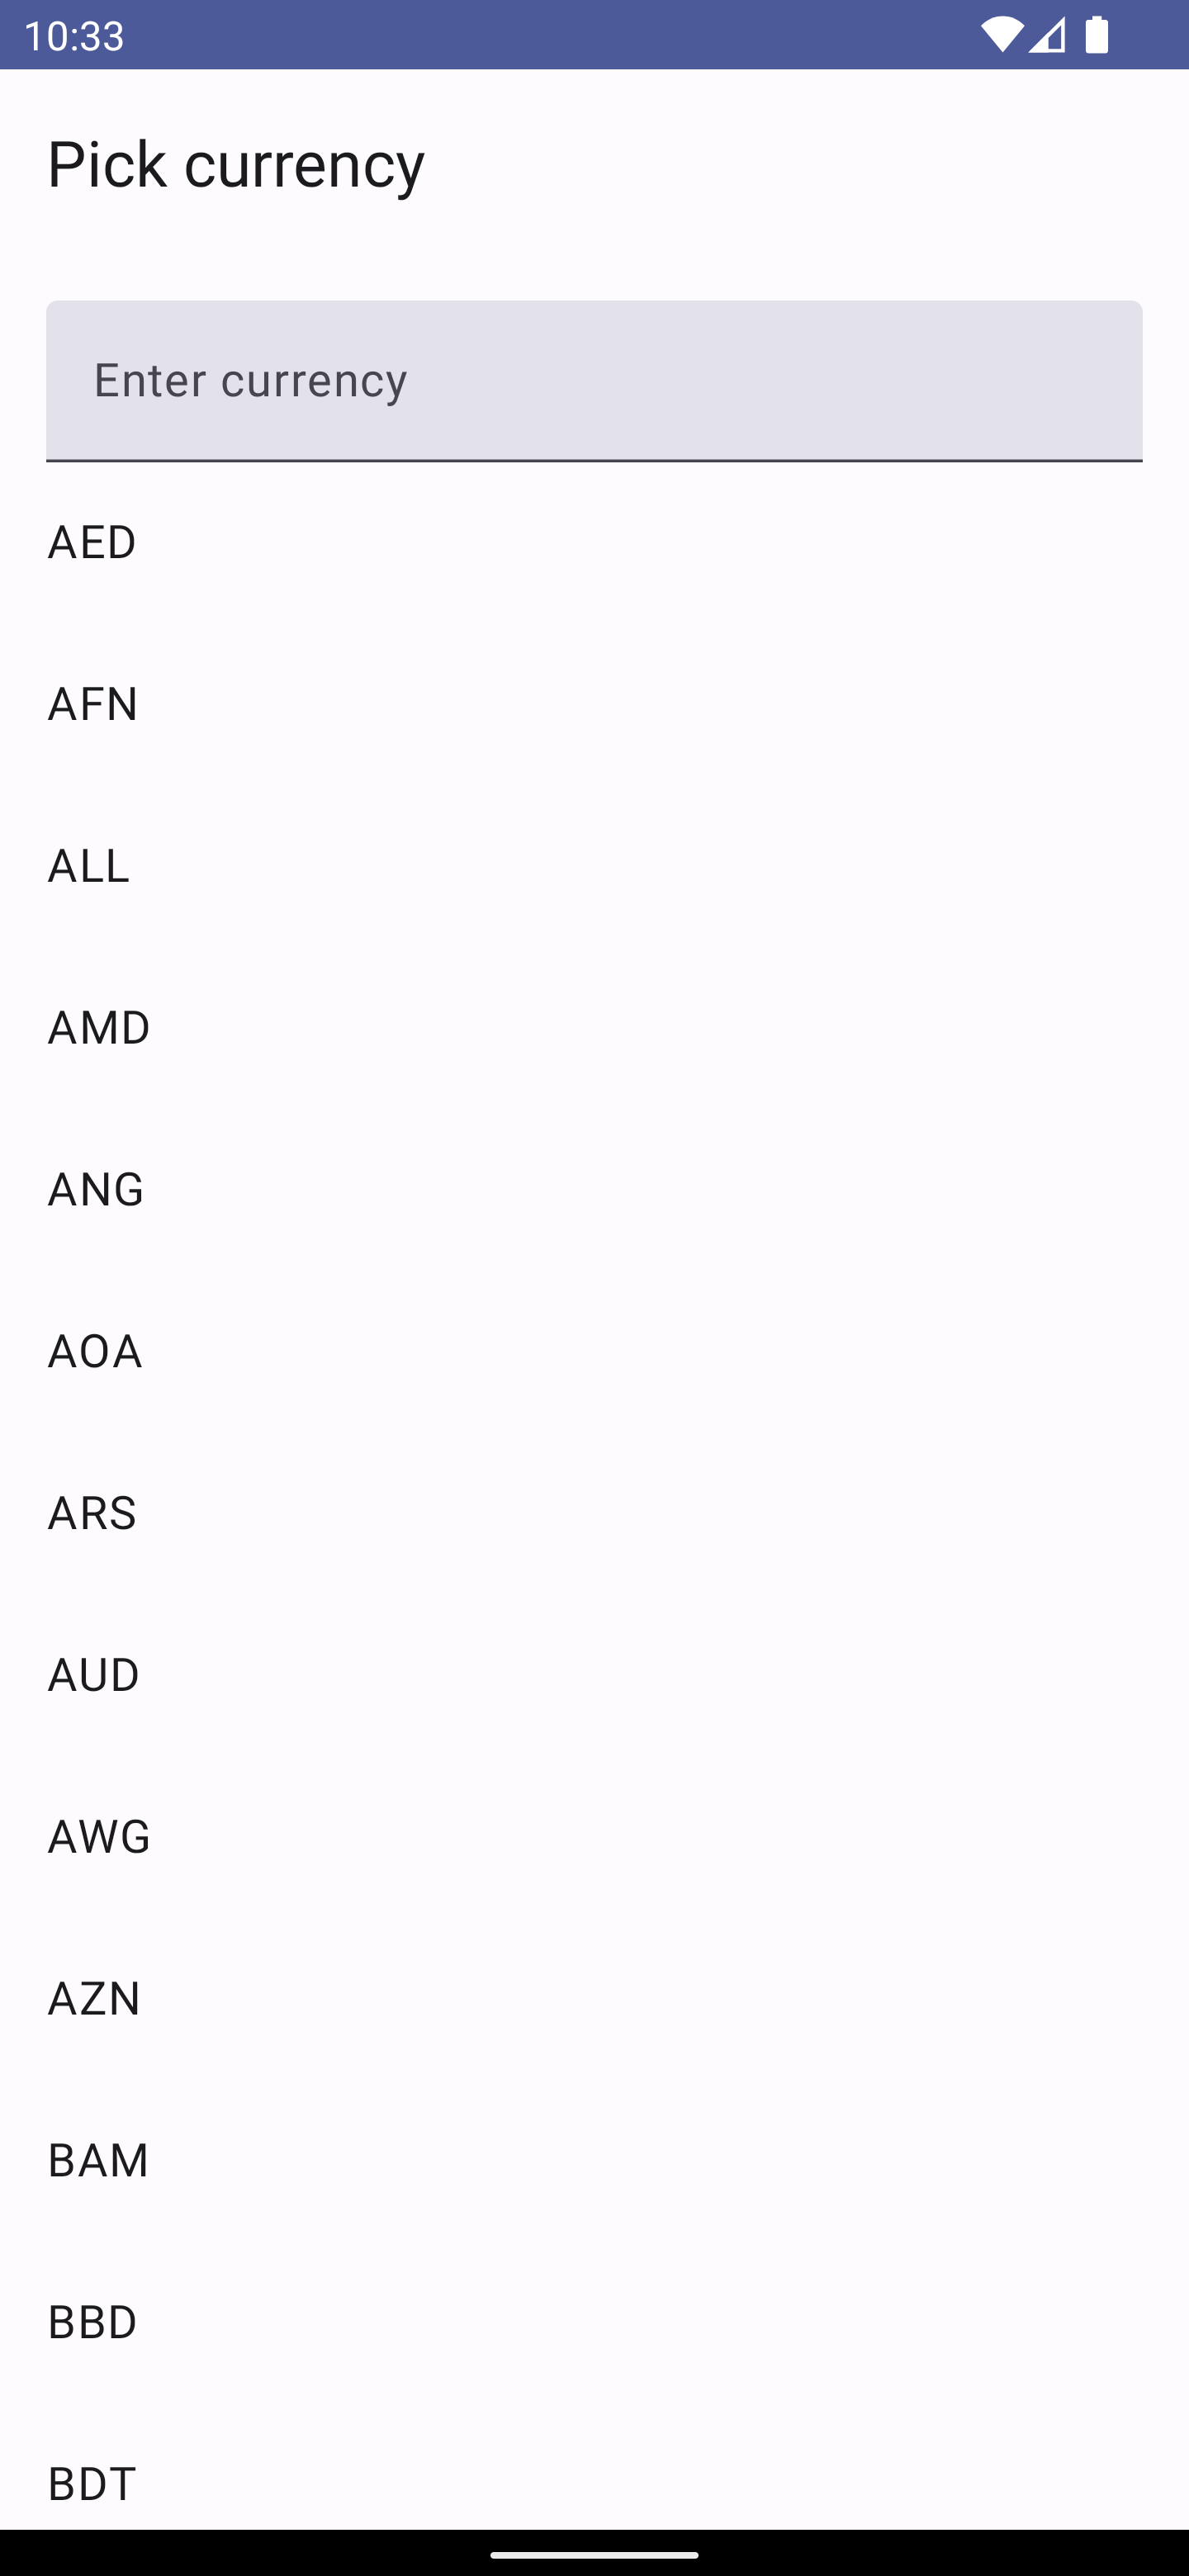 10:33
Pick currency
Enter currency
AED
AFN
ALL
AMD
ANG
AOA
ARS
AUD
AWG
AZN
BAM
BBD
BDT